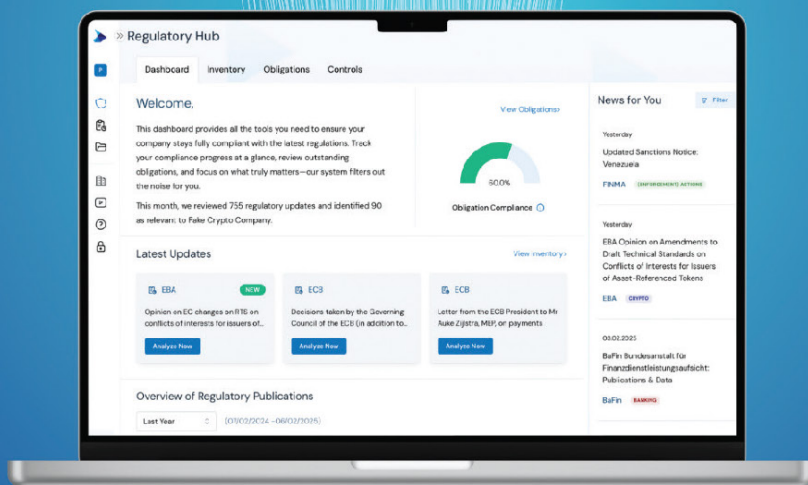 Regulatory Hub
Dashboard
Inventory
Obligations
Controls
Welcome.
This dashboard provides all the tools you need to ensure your
company stays fully compliant with the latest regulations. Track
your compliance progress at a glance, review outstanding
obligations, and focus on what truly matters—our system filters out
the noise for you.
This month, we reviewed 755 regulatory updates and identified 90
as relevant to Fake Crypto Company.
View Obligations>
60.0%
Obligation Compliance
Latest Updates
View Inventory>
EBA
NEW
Opinion on EC changes on RTS on
conflicts of interests for issuers of...
Analyze Now
ECB
Decisions taken by the Governing
Council of the ECB (in addition to...
Analyze Now
ECB
Letter from the ECB President to Mr
Auke Zijlstra, MEP, on payments
Analyze Now
Overview of Regulatory Publications
Last Year
(07/02/2024 -06/02/2025)
News for You
Filter
Yesterday
Updated Sanctions Notice:
Venezuela
FINMA
ENFORCEMENT ACTIONS
Yesterday
EBA Opinion on Amendments to
Draft Technical Standards on
Conflicts of Interests for Issuers
of Asset-Referenced Tokens
EBA
CRYPTO
03.02.2025
BaFin Bundesanstalt für
Finanzdienstleistungsaufsicht:
Publications & Data
BaFin
BANKING